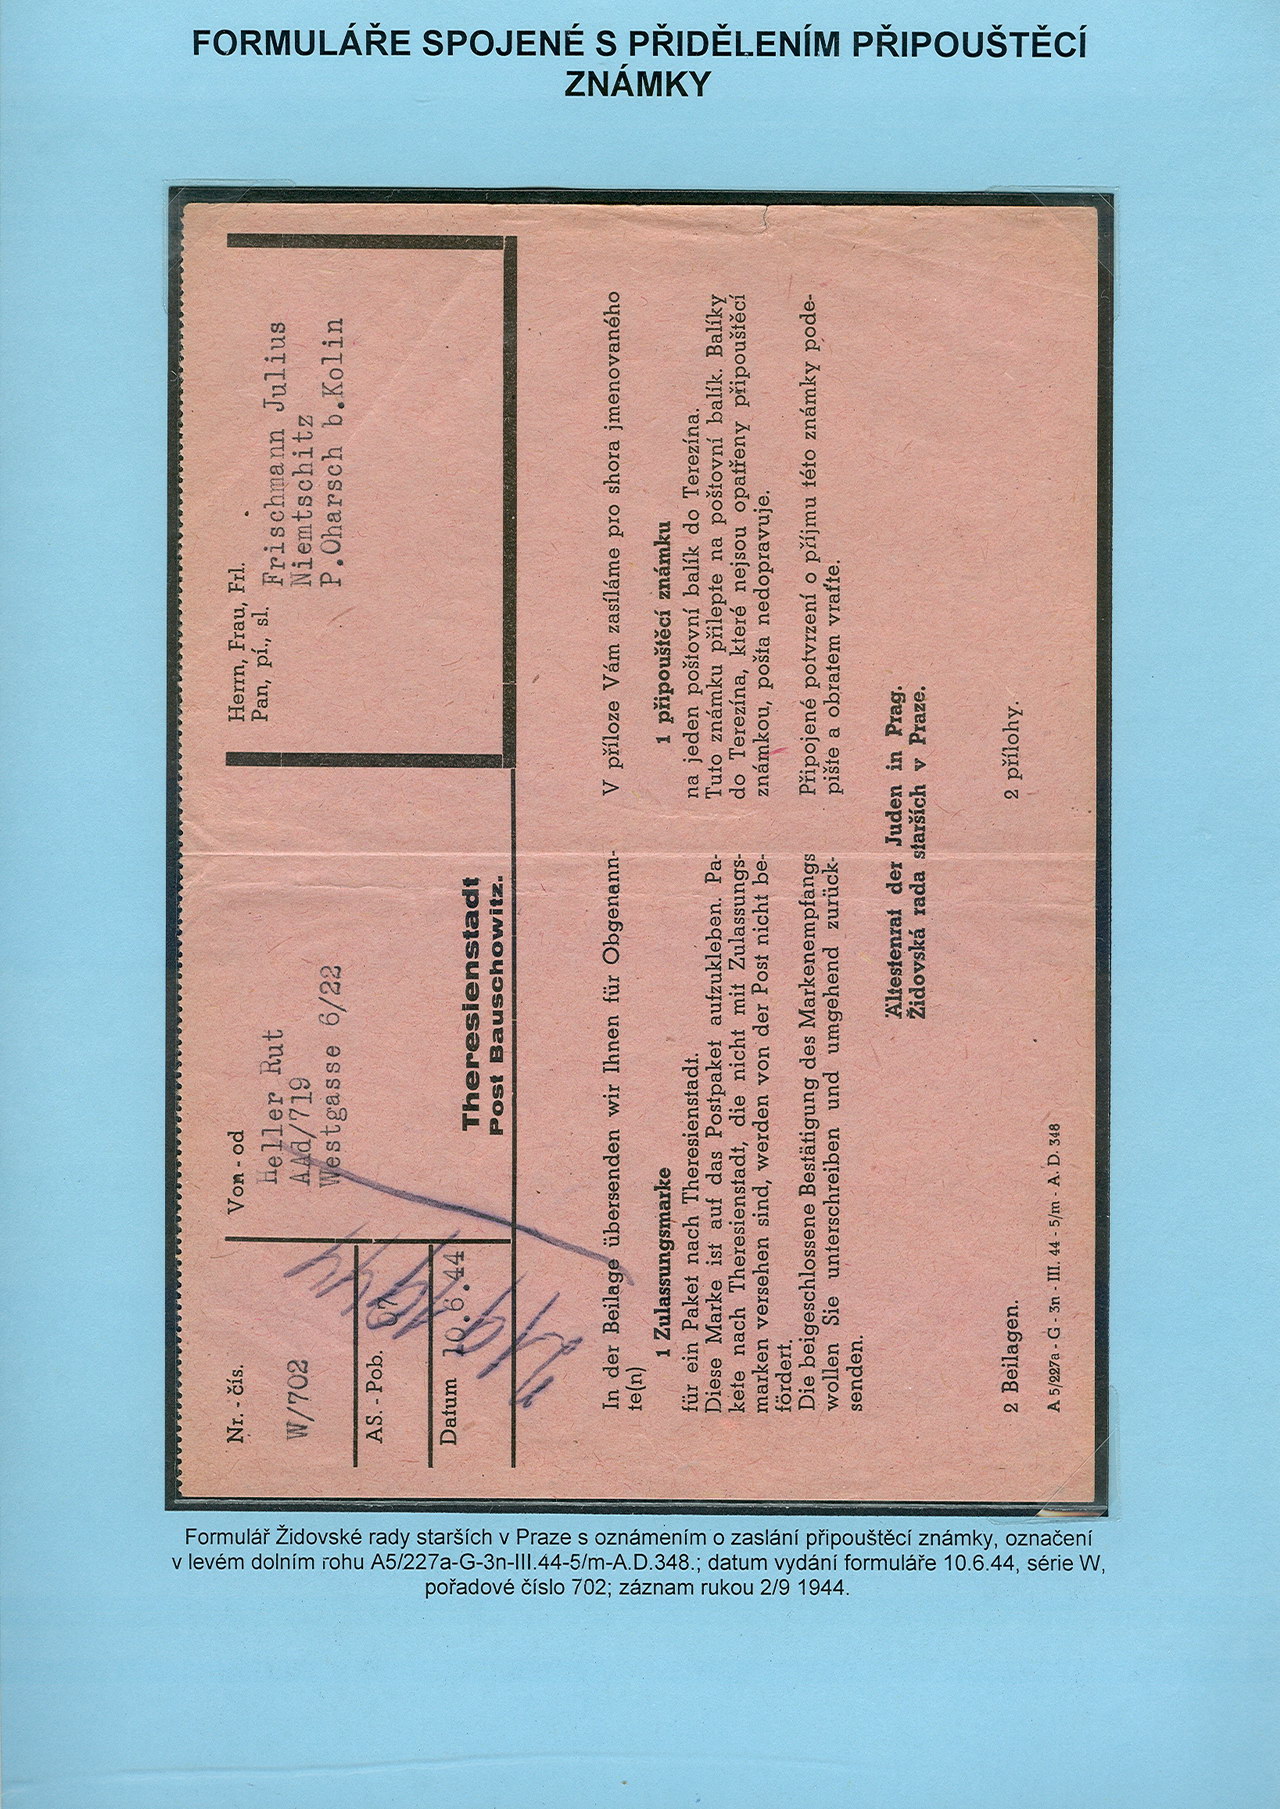 FORMULÁŘE SPOJENÉ S PŘIDĚLENÍM PŘIPOUŠTĚCÍ
ZNÁMKY
Nr. - čís.
W/702
AS. - Pob.
67
Datum 10.6.44
2/9 1944
Von - od
Heller Rut
AAd/719
Westgasse 6/22
Theresienstadt
Post Bauschowitz.
Herrn, Frau, Frl.
Pan, pí., sl.
Frischmann Julius
Niemtschitz
P.Oharsch b.Kolin
In der Beilage übersenden wir Ihnen für Obgenann-
te(n)
1 Zulassungsmarke
für ein Paket nach Theresienstadt.
Diese Marke ist auf das Postpaket aufzukleben. Pa-
kete nach Theresienstadt, die nicht mit Zulassungs-
marken versehen sind, werden von der Post nicht be-
fördert.
Die beigeschlossene Bestätigung des Markenempfangs
wollen Sie unterschreiben und umgehend zurück-
senden.
V příloze Vám zasíláme pro shora jmenovaného
1 připouštěcí známku
na jeden poštovní balík do Terezína.
Tuto známku přilepte na poštovní balík. Balíky
do Terezína, které nejsou opatřeny připouštěcí
známkou, pošta nedopravuje.
Připojené potvrzení o příjmu této známky pode-
pište a obratem vraťte.
Ältestenrat der Juden in Prag.
Židovská rada starších v Praze.
2 Beilagen.
2 přílohy.
A 5/227a - G - 3n - III. 44 - 5/m - A. D. 348
Formulář Židovské rady starších v Praze s oznámením o zaslání připouštěcí známky, označení
v levém dolním rohu A5/227a-G-3n-III.44-5/m-A.D.348.; datum vydání formuláře 10.6.44, série W,
pořadové číslo 702; záznam rukou 2/9 1944.